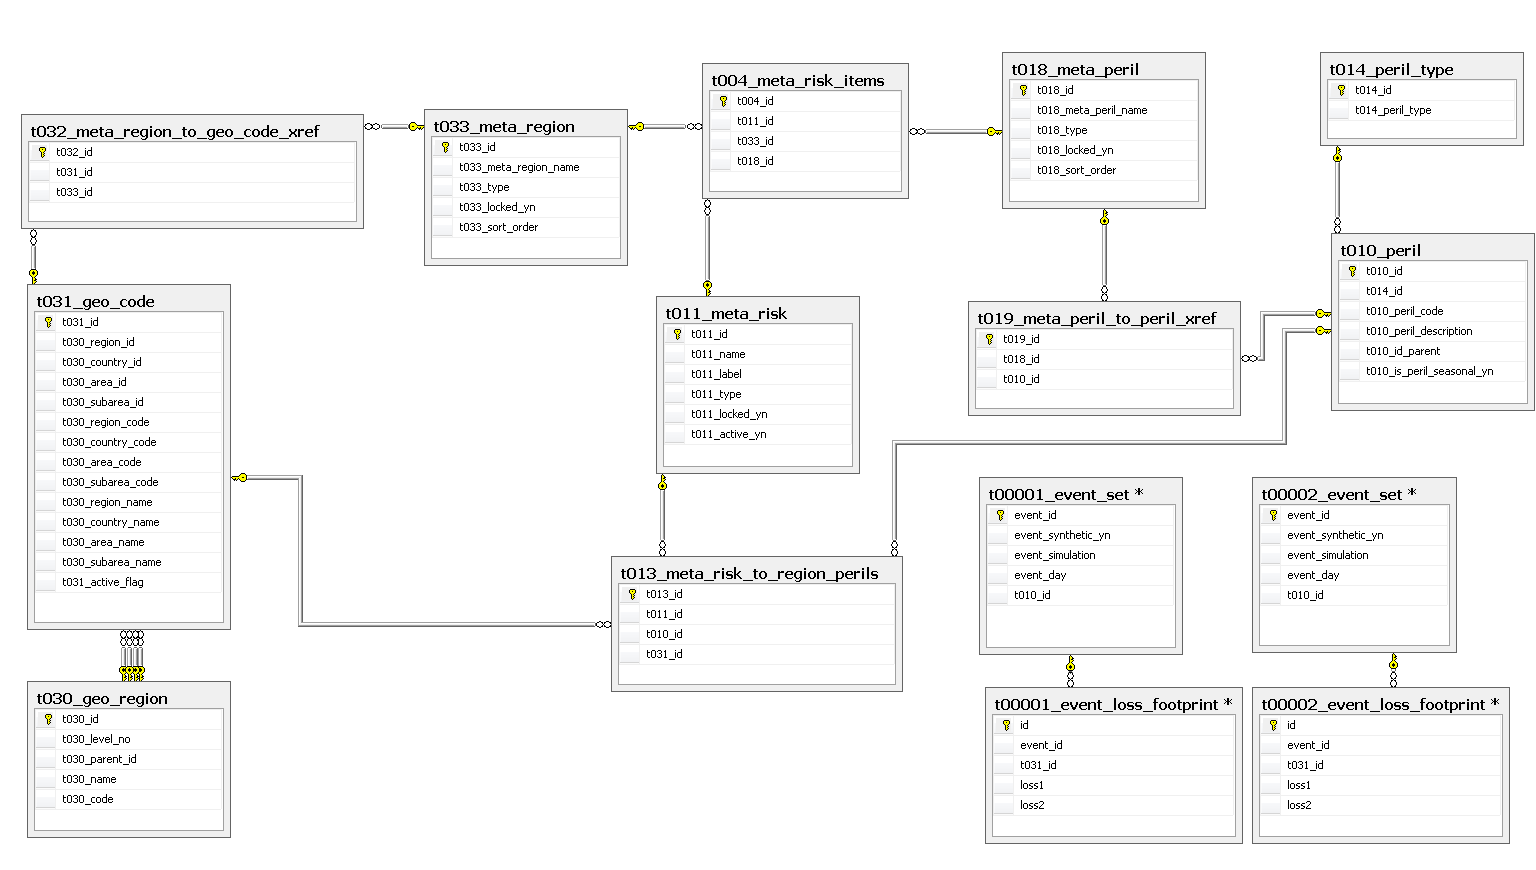 t032_meta_region_to_geo_code_xref
t032_id
t031_id
t033_id
t033_meta_region
t033_id
t033_meta_region_name
t033_type
t033_locked_yn
t033_sort_order
t004_meta_risk_items
t004_id
t011_id
t033_id
t018_id
t018_meta_peril
t018_id
t018_meta_peril_name
t018_type
t018_locked_yn
t018_sort_order
t014_peril_type
t014_id
t014_peril_type
t010_peril
t010_id
t014_id
t010_peril_code
t010_peril_description
t010_id_parent
t010_is_peril_seasonal_yn
t031_geo_code
t031_id
t030_region_id
t030_country_id
t030_area_id
t030_subarea_id
t030_region_code
t030_country_code
t030_area_code
t030_subarea_code
t030_region_name
t030_country_name
t030_area_name
t030_subarea_name
t031_active_flag
t011_meta_risk
t011_id
t011_name
t011_label
t011_type
t011_locked_yn
t011_active_yn
t019_meta_peril_to_peril_xref
t019_id
t018_id
t010_id
t013_meta_risk_to_region_perils
t013_id
t011_id
t010_id
t031_id
t00001_event_set *
event_id
event_synthetic_yn
event_simulation
event_day
t010_id
t00002_event_set *
event_id
event_synthetic_yn
event_simulation
event_day
t010_id
t030_geo_region
t030_id
t030_level_no
t030_parent_id
t030_name
t030_code
t00001_event_loss_footprint *
id
event_id
t031_id
loss1
loss2
t00002_event_loss_footprint *
id
event_id
t031_id
loss1
loss2